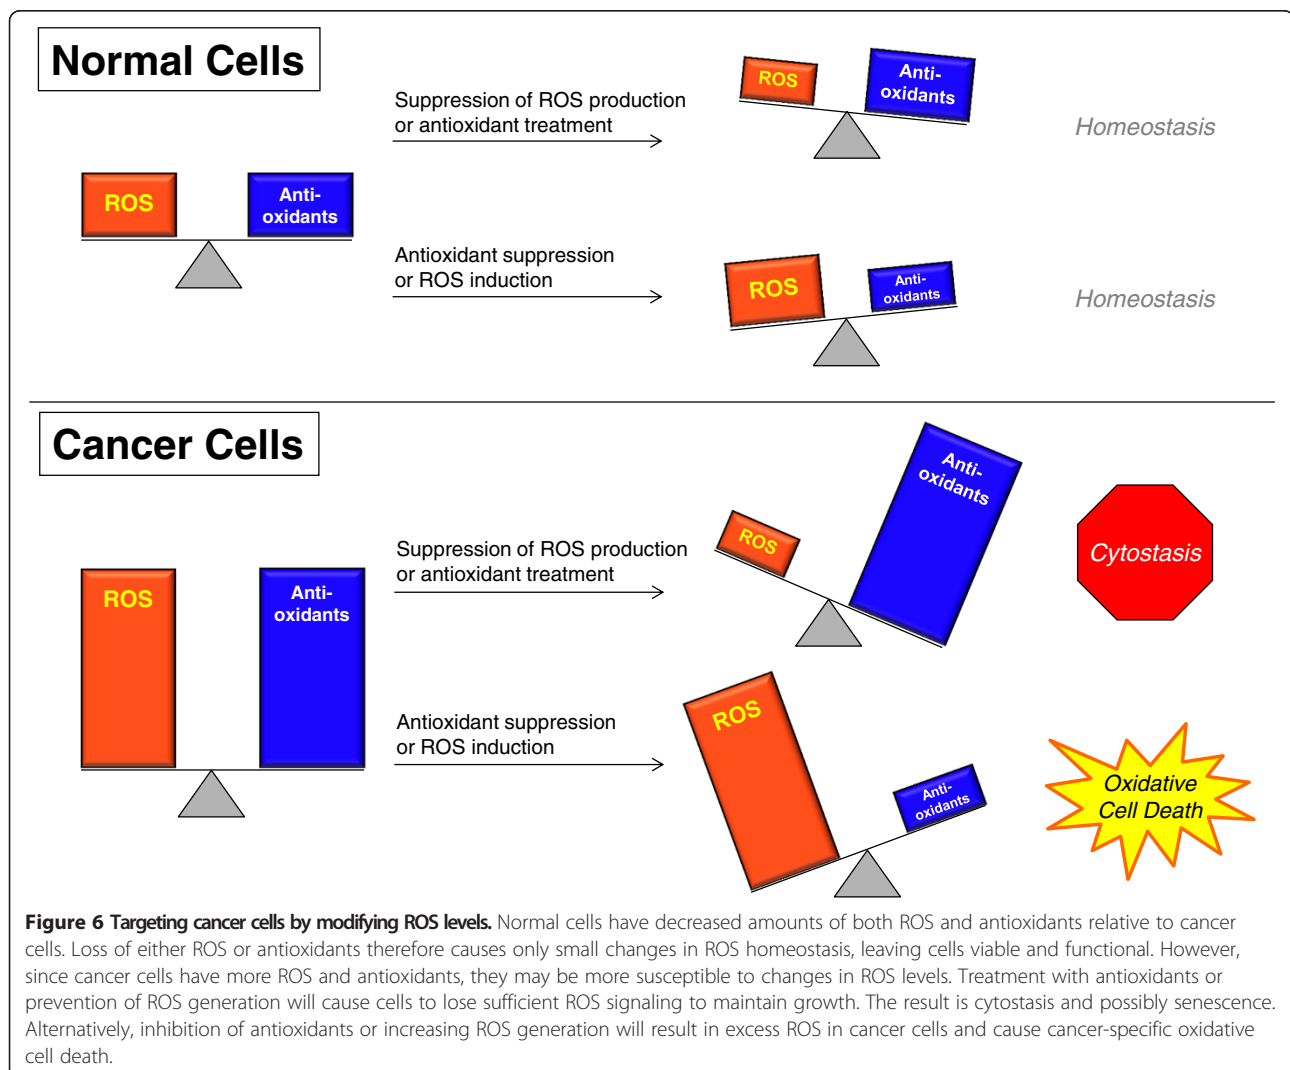 Normal Cells
ROS
Anti-
oxidants
Suppression of ROS production
or antioxidant treatment
ROS
Anti-
oxidants
Homeostasis
Antioxidant suppression
or ROS induction
ROS
Anti-
oxidants
Homeostasis
Cancer Cells
ROS
Anti-
oxidants
Suppression of ROS production
or antioxidant treatment
ROS
Anti-
oxidants
Cytostasis
Antioxidant suppression
or ROS induction
ROS
Anti-
oxidants
Oxidative
Cell Death
Figure 6 Targeting cancer cells by modifying ROS levels. Normal cells have decreased amounts of both ROS and antioxidants relative to cancer
cells. Loss of either ROS or antioxidants therefore causes only small changes in ROS homeostasis, leaving cells viable and functional. However,
since cancer cells have more ROS and antioxidants, they may be more susceptible to changes in ROS levels. Treatment with antioxidants or
prevention of ROS generation will cause cells to lose sufficient ROS signaling to maintain growth. The result is cytostasis and possibly senescence.
Alternatively, inhibition of antioxidants or increasing ROS generation will result in excess ROS in cancer cells and cause cancer-specific oxidative
cell death.